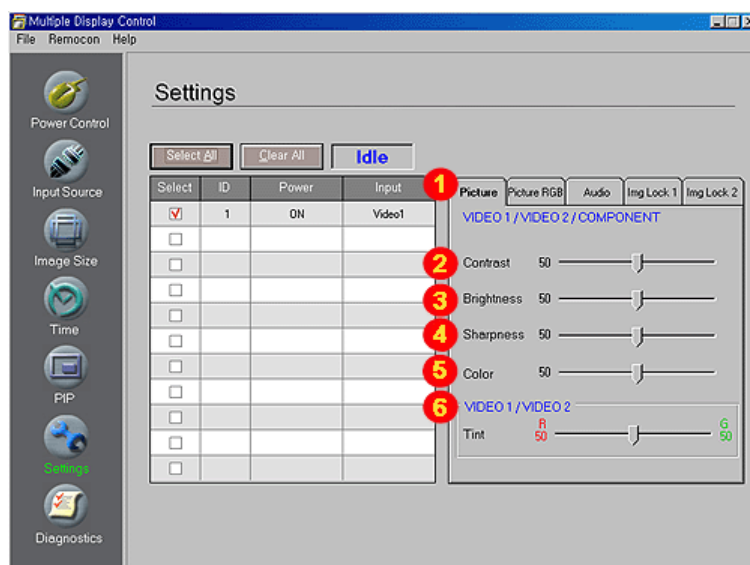 Multiple Display Control
File Remocon Help
Power Control
Input Source
Image Size
Time
PIP
Settings
Diagnostics
Settings
Select All Clear All Idle
Select ID Power Input
1 ON Video1
1 Picture Picture RGB Audio Img Lock 1 Img Lock 2
VIDEO 1 / VIDEO 2 / COMPONENT
2 Contrast 50
3 Brightness 50
4 Sharpness 50
5 Color 50
6 VIDEO 1 / VIDEO 2
Tint R 50 G 50